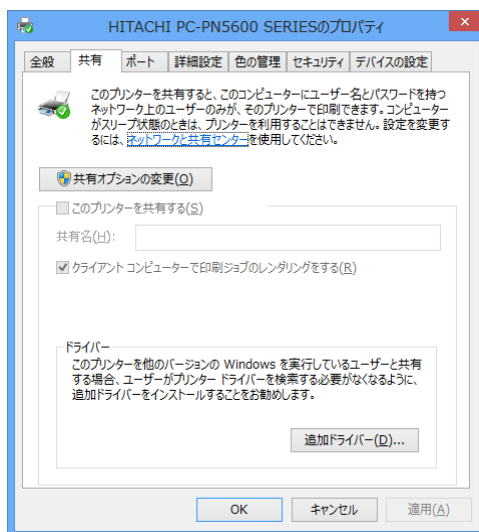 HITACHI PC-PN5600 SERIESのプロパティ
全般 共有 ポート 詳細設定 色の管理 セキュリティ デバイスの設定
このプリンターを共有すると、このコンピューターにユーザー名とパスワードを持つ
ネットワーク上のユーザーのみが、そのプリンターで印刷できます。コンピューター
がスリープ状態のときは、プリンターを利用することはできません。設定を変更す
るには、ネットワークと共有センターを使用してください。
共有オプションの変更(O)
このプリンターを共有する(S)
共有名(H):
クライアント コンピューターで印刷ジョブのレンダリングをする(R)
ドライバー
このプリンターを他のバージョンの Windows を実行しているユーザーと共有
する場合、ユーザーがプリンター ドライバーを検索する必要がなくなるように、
追加ドライバーをインストールすることをお勧めします。
追加ドライバー(D)...
OK キャンセル 適用(A)